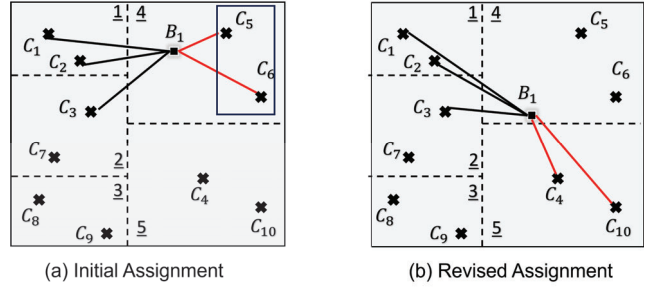 1 4 C5
C1 B1
C2
C6
C3
C7 2
3 C4
C8
C10
C9 5
(a) Initial Assignment
1 4 C5
C1
C2 C6
B1
C3
C7 2
3 C4
C8
C10
C9 5
(b) Revised Assignment